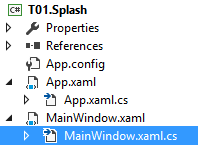 T01.Splash
Properties
References
App.config
App.xaml
App.xaml.cs
MainWindow.xaml
MainWindow.xaml.cs